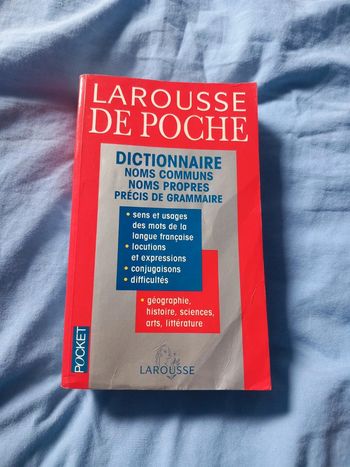 LAROUSSE
DE POCHE
DICTIONNAIRE
NOMS COMMUNS
NOMS PROPRES
PRÉCIS DE GRAMMAIRE
• sens et usages
des mots de la
langue française
• locutions
et expressions
• conjugaisons
• difficultés
• géographie,
histoire, sciences,
arts, littérature
POCKET
LAROUSSE